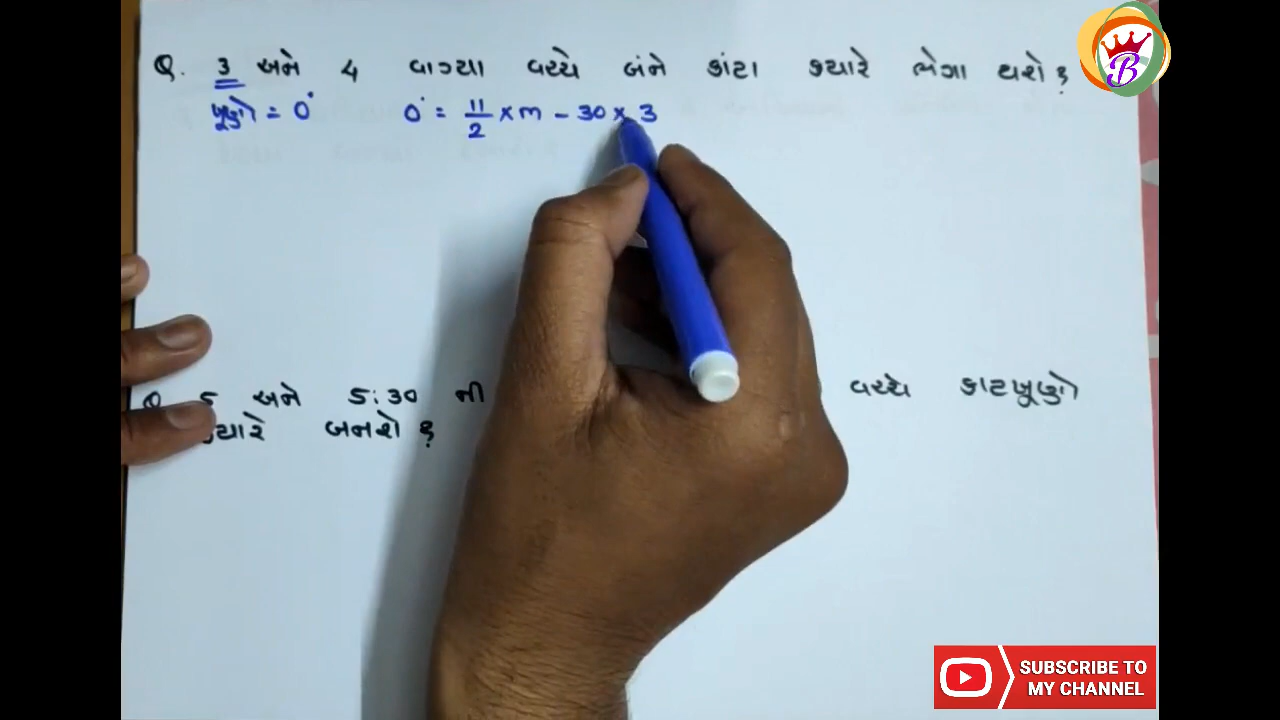 Q. 3 અને 4 વાગ્યા વચ્ચે બંને કાંટા ક્યારે ભેગા થશે?
ખૂણો = 0° 0° = 11/2 × m - 30 × 3
Q. 5 અને 5:30 ની વચ્ચે કાટખૂણો
ક્યારે બનશે?
B
SUBSCRIBE TO
MY CHANNEL